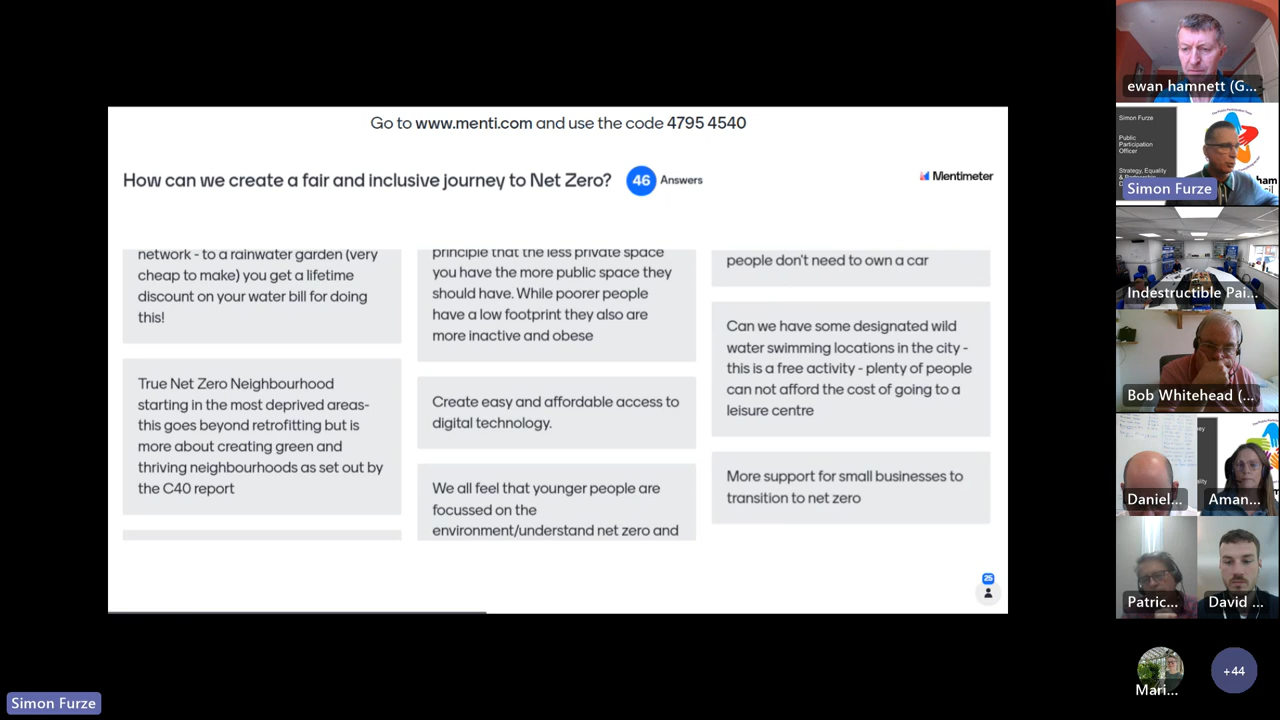 Go to www.menti.com and use the code 4795 4540
How can we create a fair and inclusive journey to Net Zero?
46 Answers
Mentimeter
network - to a rainwater garden (very
cheap to make) you get a lifetime
discount on your water bill for doing
this!
True Net Zero Neighbourhood
starting in the most deprived areas-
this goes beyond retrofitting but is
more about creating green and
thriving neighbourhoods as set out by
the C40 report
principle that the less private space
you have the more public space they
should have. While poorer people
have a low footprint they also are
more inactive and obese
Create easy and affordable access to
digital technology.
We all feel that younger people are
focussed on the
environment/understand net zero and
people don't need to own a car
Can we have some designated wild
water swimming locations in the city -
this is a free activity - plenty of people
can not afford the cost of going to a
leisure centre
More support for small businesses to
transition to net zero
25
Simon Furze
ewan hamnett (G...
Simon Furze
Public
Participation
Officer
Strategy, Equality
Simon Furze
Indestructible Pai...
Bob Whitehead (...
Daniel...
Aman...
Patric...
David ...
Mari...
+44